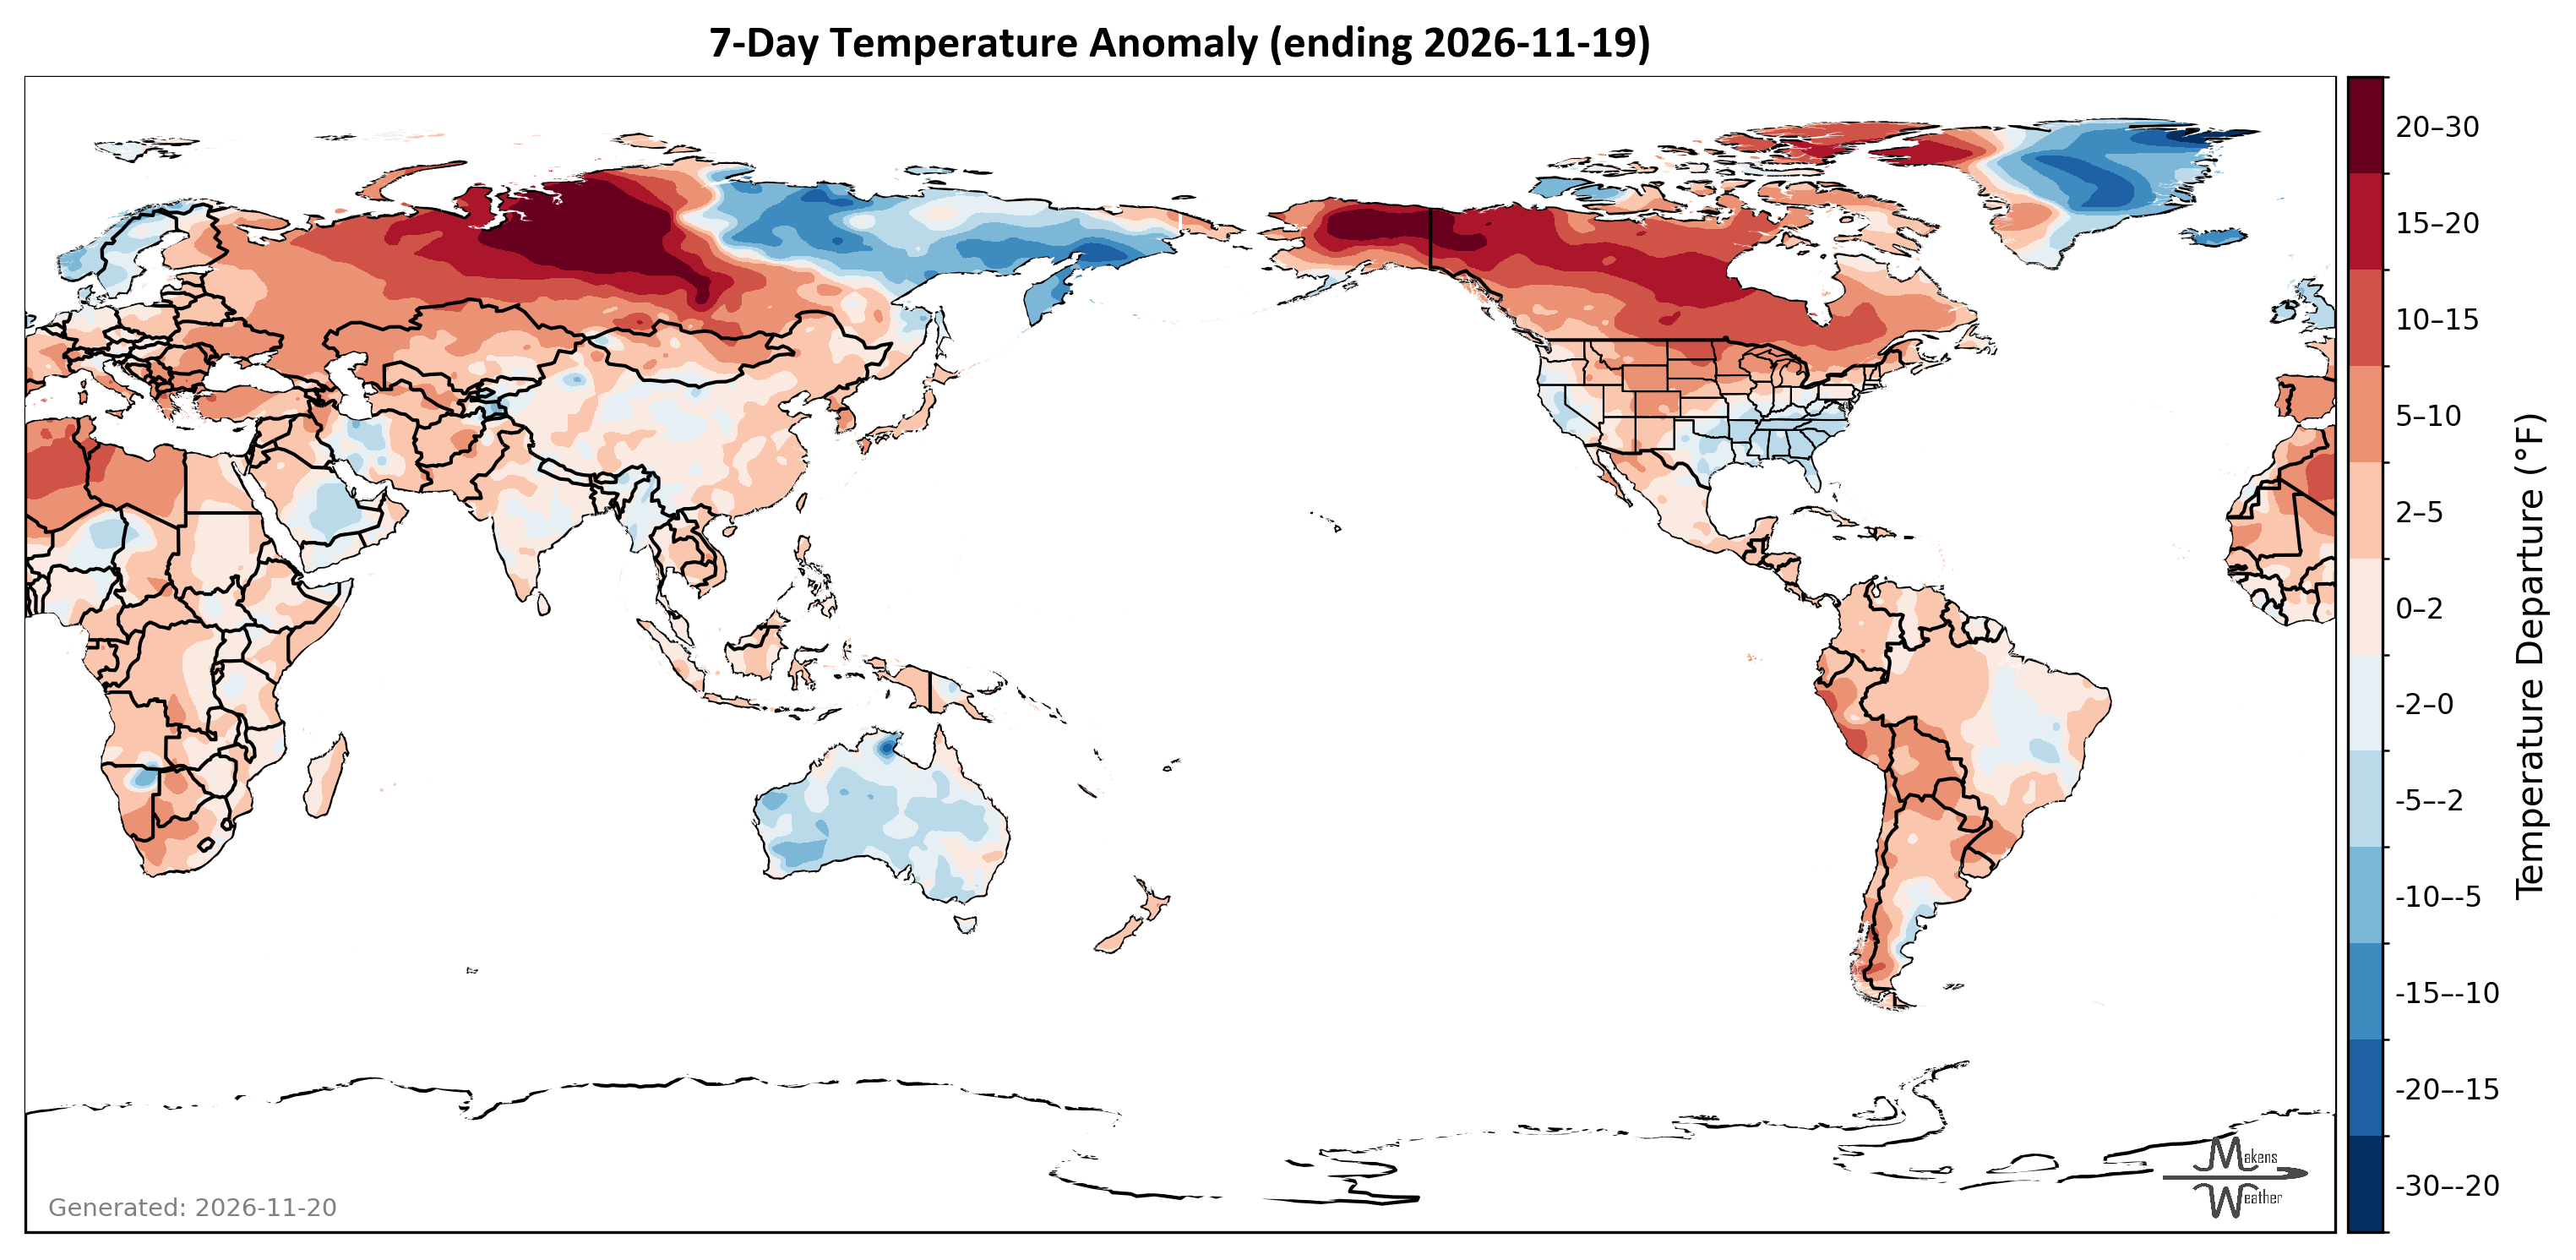 7-Day Temperature Anomaly (ending 2026-11-19)
20–30
15–20
10–15
5–10
2–5
0–2
-2–0
-5–-2
-10–-5
-15–-10
-20–-15
-30–-20
Temperature Departure (°F)
Generated: 2026-11-20
Makens
Weather